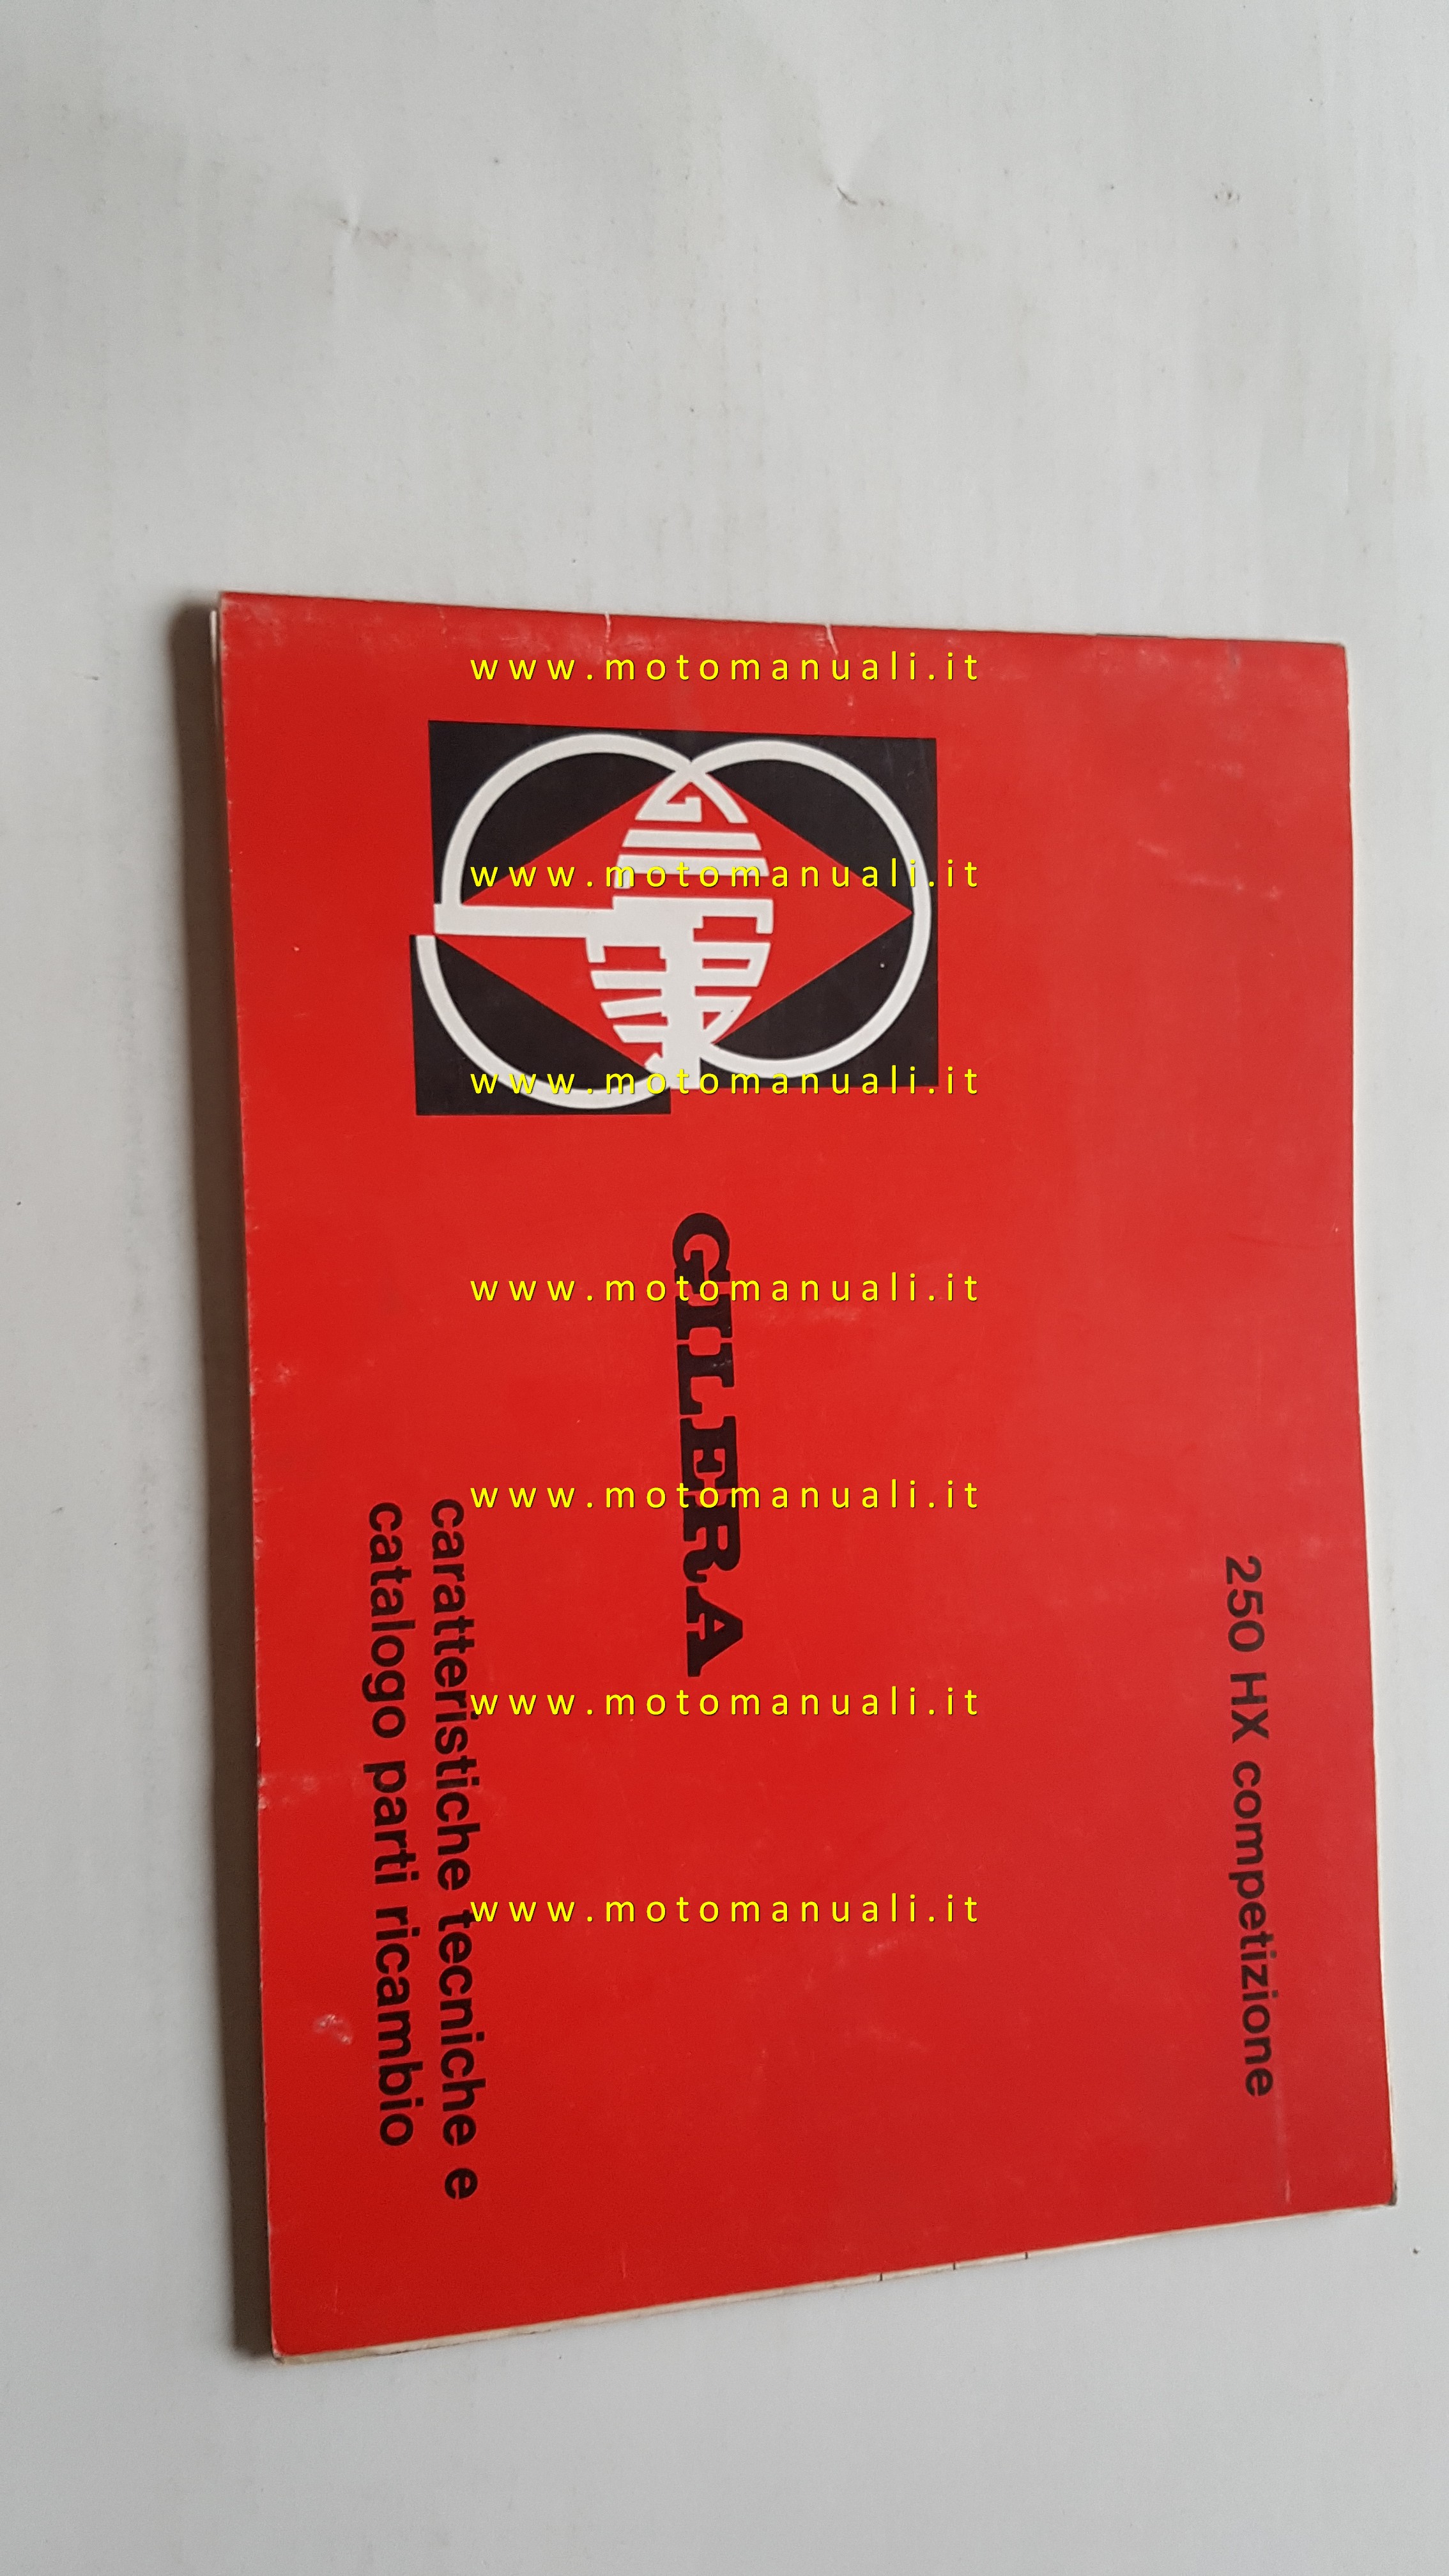 250 HX competizione
GILERA
caratteristiche tecniche e
catalogo parti ricambio
www.motomanuali.it
www.motomanuali.it
www.motomanuali.it
www.motomanuali.it
www.motomanuali.it
www.motomanuali.it
www.motomanuali.it